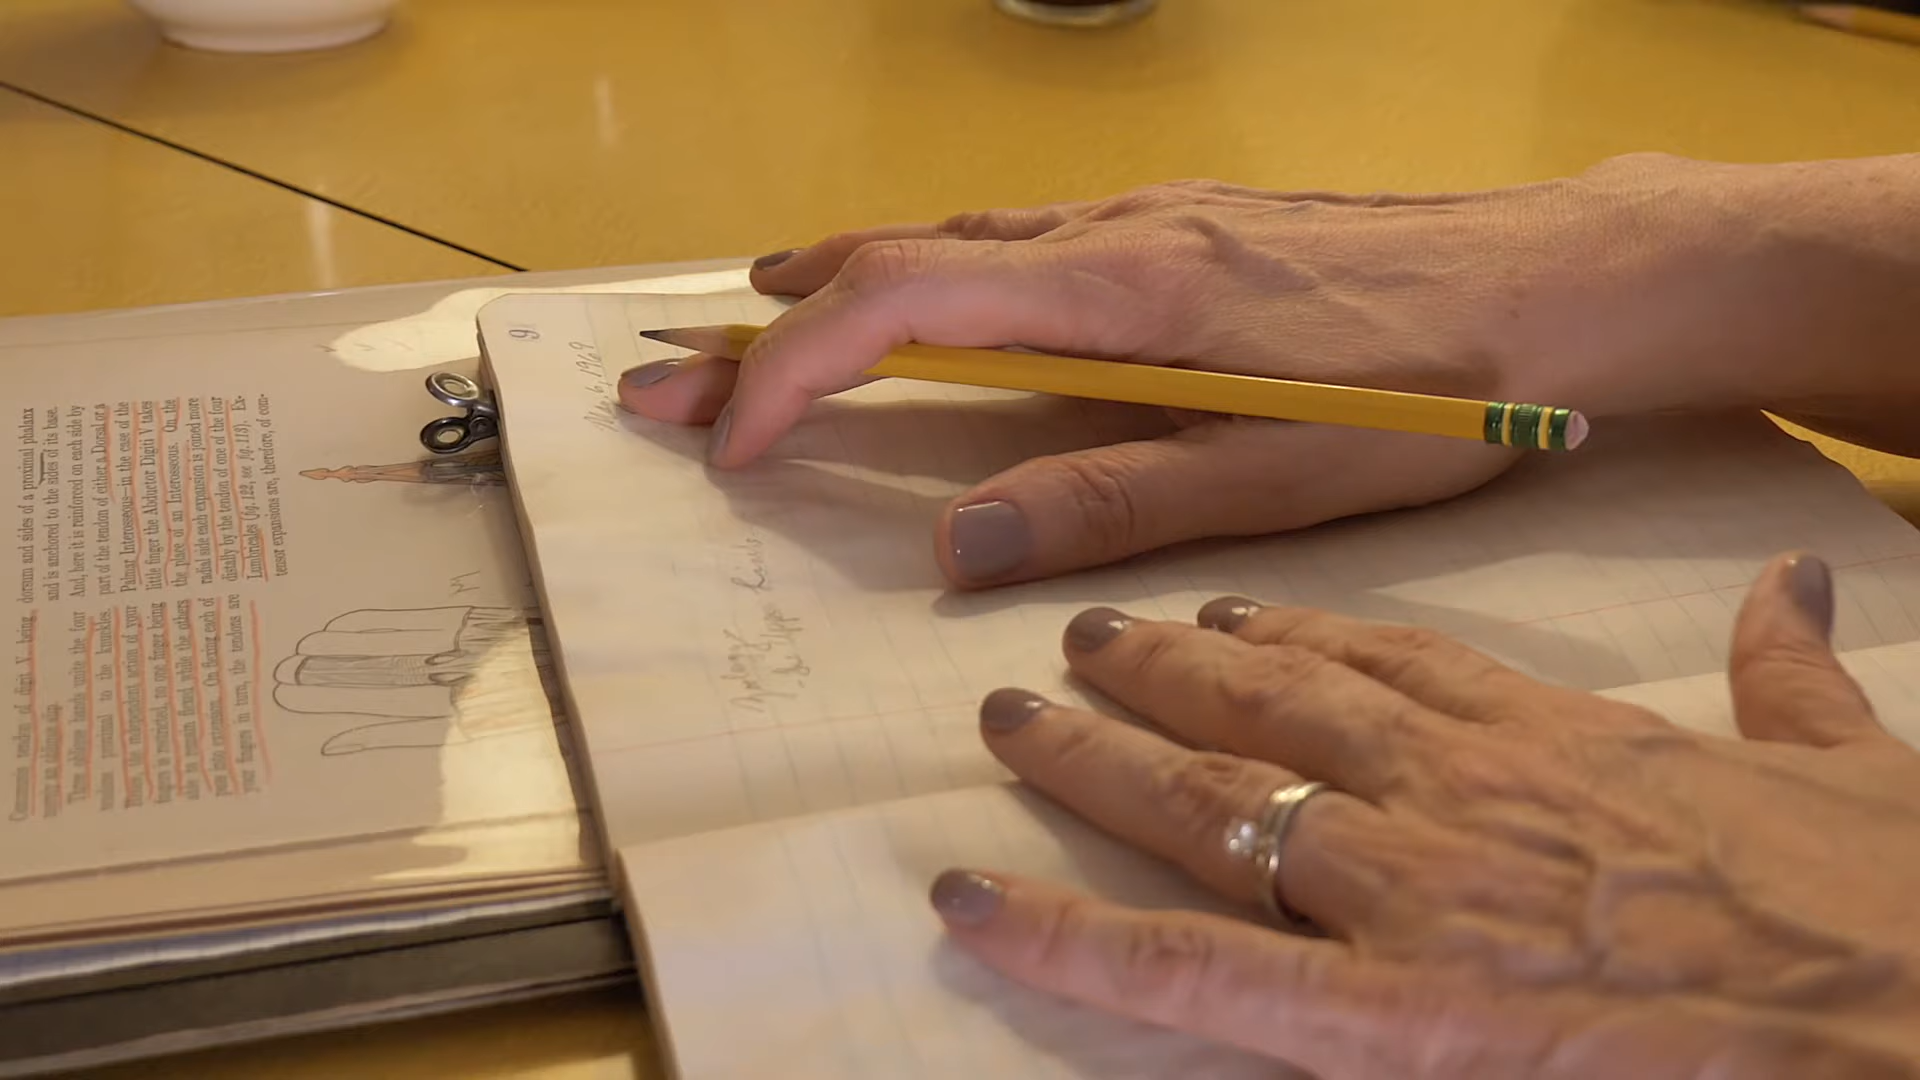 Common tendon of digit V being
dorsum and sides of a proximal phalanx
and is anchored to the sides of its base.
And, here it is reinforced on each side by
part of the tendon of either a Dorsal or a
Palmar Interosseous—in the case of the
little finger the Abductor Digiti V takes
the place of an Interosseous. On the
radial side each expansion is joined more
distally by the tendon of one of the four
Lumbricales (fig. 122, see fig. 113). Ex-
tensor expansions are, therefore, of com-
an oblique slip.
Three oblique bands unite the four
tendons proximal to the knuckles.
Thus, the independent action of your
fingers is restricted, no one finger being
able to remain flexed while the others
pass into extension. On flexing each of
your fingers in turn, the tendons are
9
6, 1969